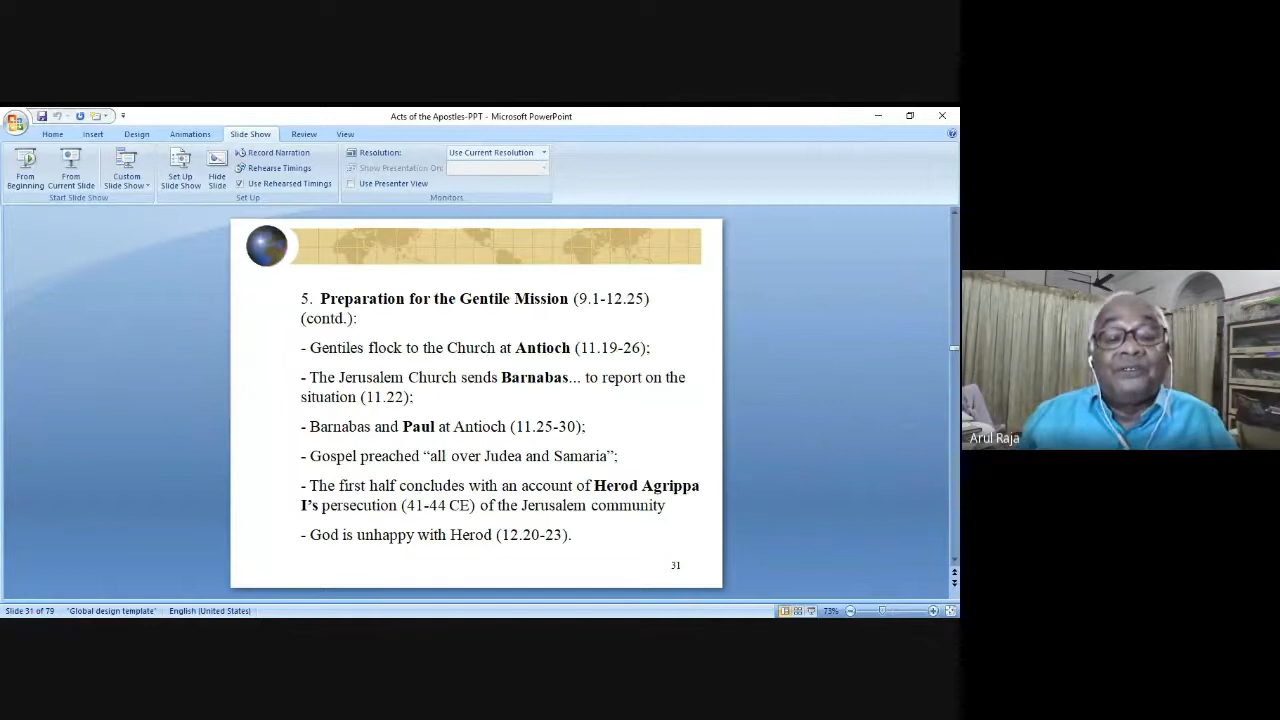 Acts of the Apostles-PPT - Microsoft PowerPoint
Home Insert Design Animations Slide Show Review View
From Beginning
From Current Slide
Custom Slide Show
Start Slide Show
Set Up Slide Show
Hide Slide
Record Narration
Rehearse Timings
Use Rehearsed Timings
Set Up
Resolution: Use Current Resolution
Show Presentation On:
Use Presenter View
Monitors
5. Preparation for the Gentile Mission (9.1-12.25)
(contd.):
- Gentiles flock to the Church at Antioch (11.19-26);
- The Jerusalem Church sends Barnabas... to report on the
situation (11.22);
- Barnabas and Paul at Antioch (11.25-30);
- Gospel preached “all over Judea and Samaria”;
- The first half concludes with an account of Herod Agrippa
I’s persecution (41-44 CE) of the Jerusalem community
- God is unhappy with Herod (12.20-23).
31
Arul Raja
Slide 31 of 79 "Global design template" English (United States) 73%